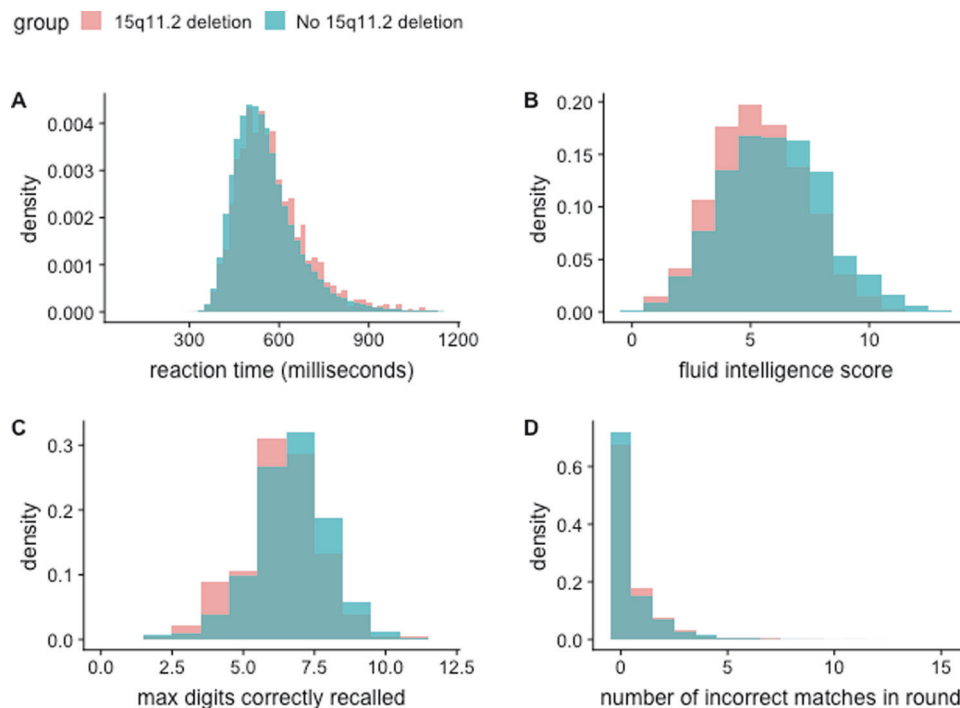 group 15q11.2 deletion No 15q11.2 deletion
A
0.004
0.003
0.002
0.001
0.000
density
300 600 900 1200
reaction time (milliseconds)
B
0.20
0.15
0.10
0.05
0.00
density
0 5 10
fluid intelligence score
C
0.3
0.2
0.1
0.0
density
0.0 2.5 5.0 7.5 10.0 12.5
max digits correctly recalled
D
0.6
0.4
0.2
0.0
density
0 5 10 15
number of incorrect matches in round